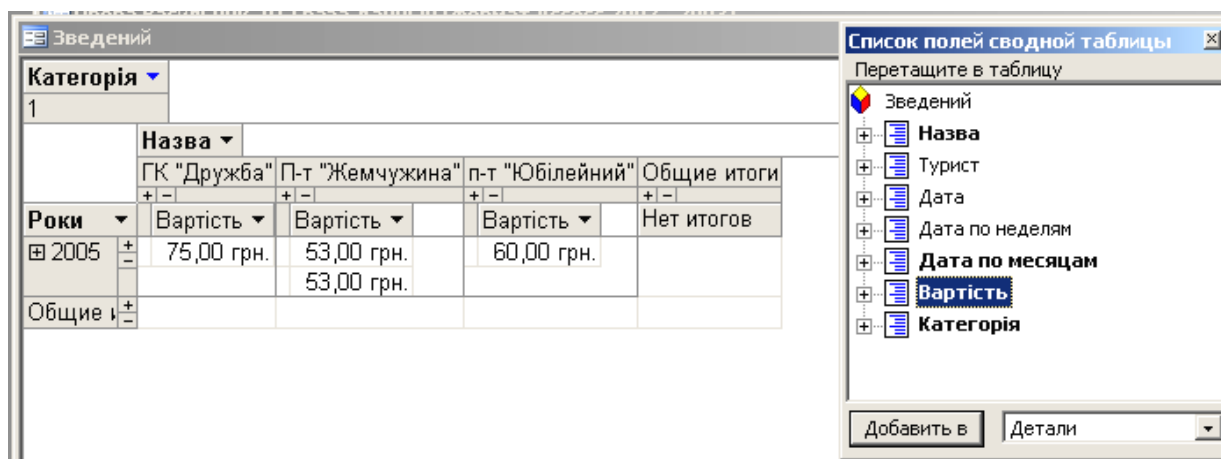 Зведений
Список полей сводной таблицы
Перетащите в таблицу
Категорія
1
Назва
ГК "Дружба" П-т "Жемчужина" п-т "Юбілейний" Общие итоги
Роки Вартість Вартість Вартість Нет итогов
2005 75,00 грн. 53,00 грн. 60,00 грн.
53,00 грн.
Общие и
Зведений
Назва
Турист
Дата
Дата по неделям
Дата по месяцам
Вартість
Категорія
Добавить в Детали